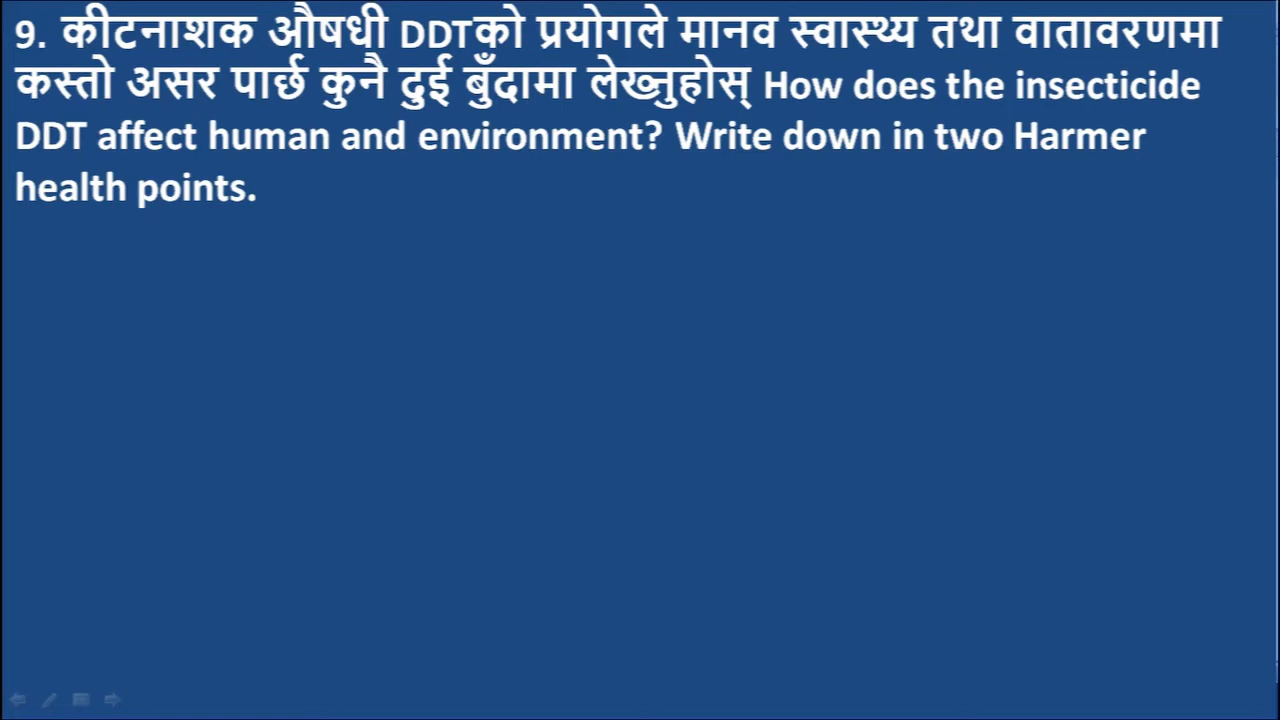 9. कीटनाशक औषधी DDTको प्रयोगले मानव स्वास्थ्य तथा वातावरणमा
कस्तो असर पार्छ कुनै दुई बुँदामा लेख्नुहोस् How does the insecticide
DDT affect human and environment? Write down in two Harmer
health points.